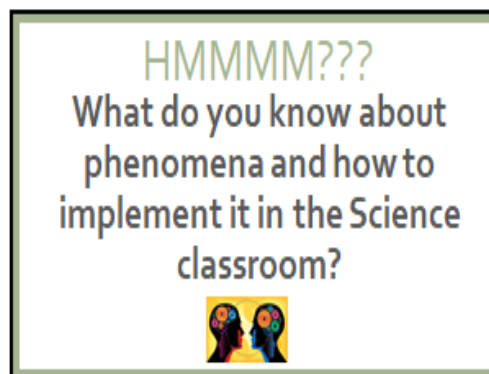 HMMMM???
What do you know about
phenomena and how to
implement it in the Science
classroom?